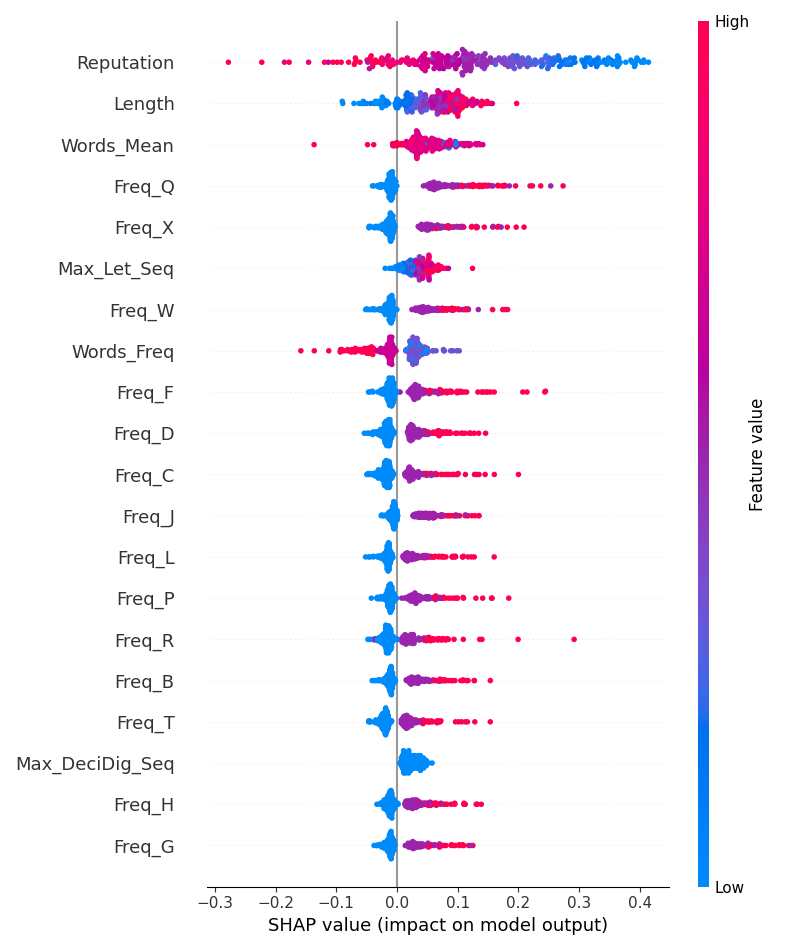 High
Reputation
Length
Words_Mean
Freq_Q
Freq_X
Max_Let_Seq
Freq_W
Words_Freq
Freq_F
Freq_D
Freq_C
Freq_J
Freq_L
Freq_P
Freq_R
Freq_B
Freq_T
Max_DeciDig_Seq
Freq_H
Freq_G
Feature value
Low
−0.3 −0.2 −0.1 0.0 0.1 0.2 0.3 0.4
SHAP value (impact on model output)